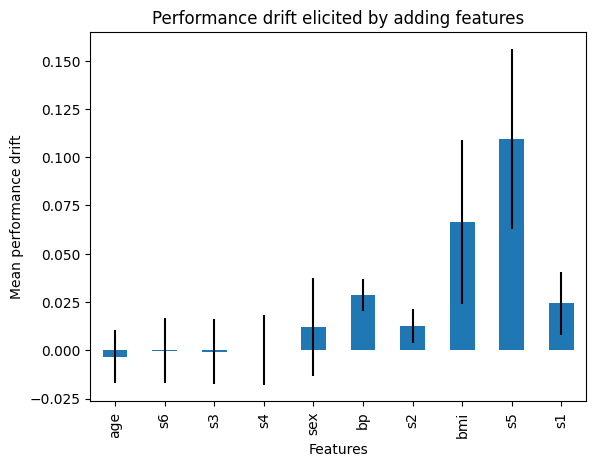 Performance drift elicited by adding features
Mean performance drift
0.150
0.125
0.100
0.075
0.050
0.025
0.000
−0.025
age
s6
s3
s4
sex
bp
s2
bmi
s5
s1
Features